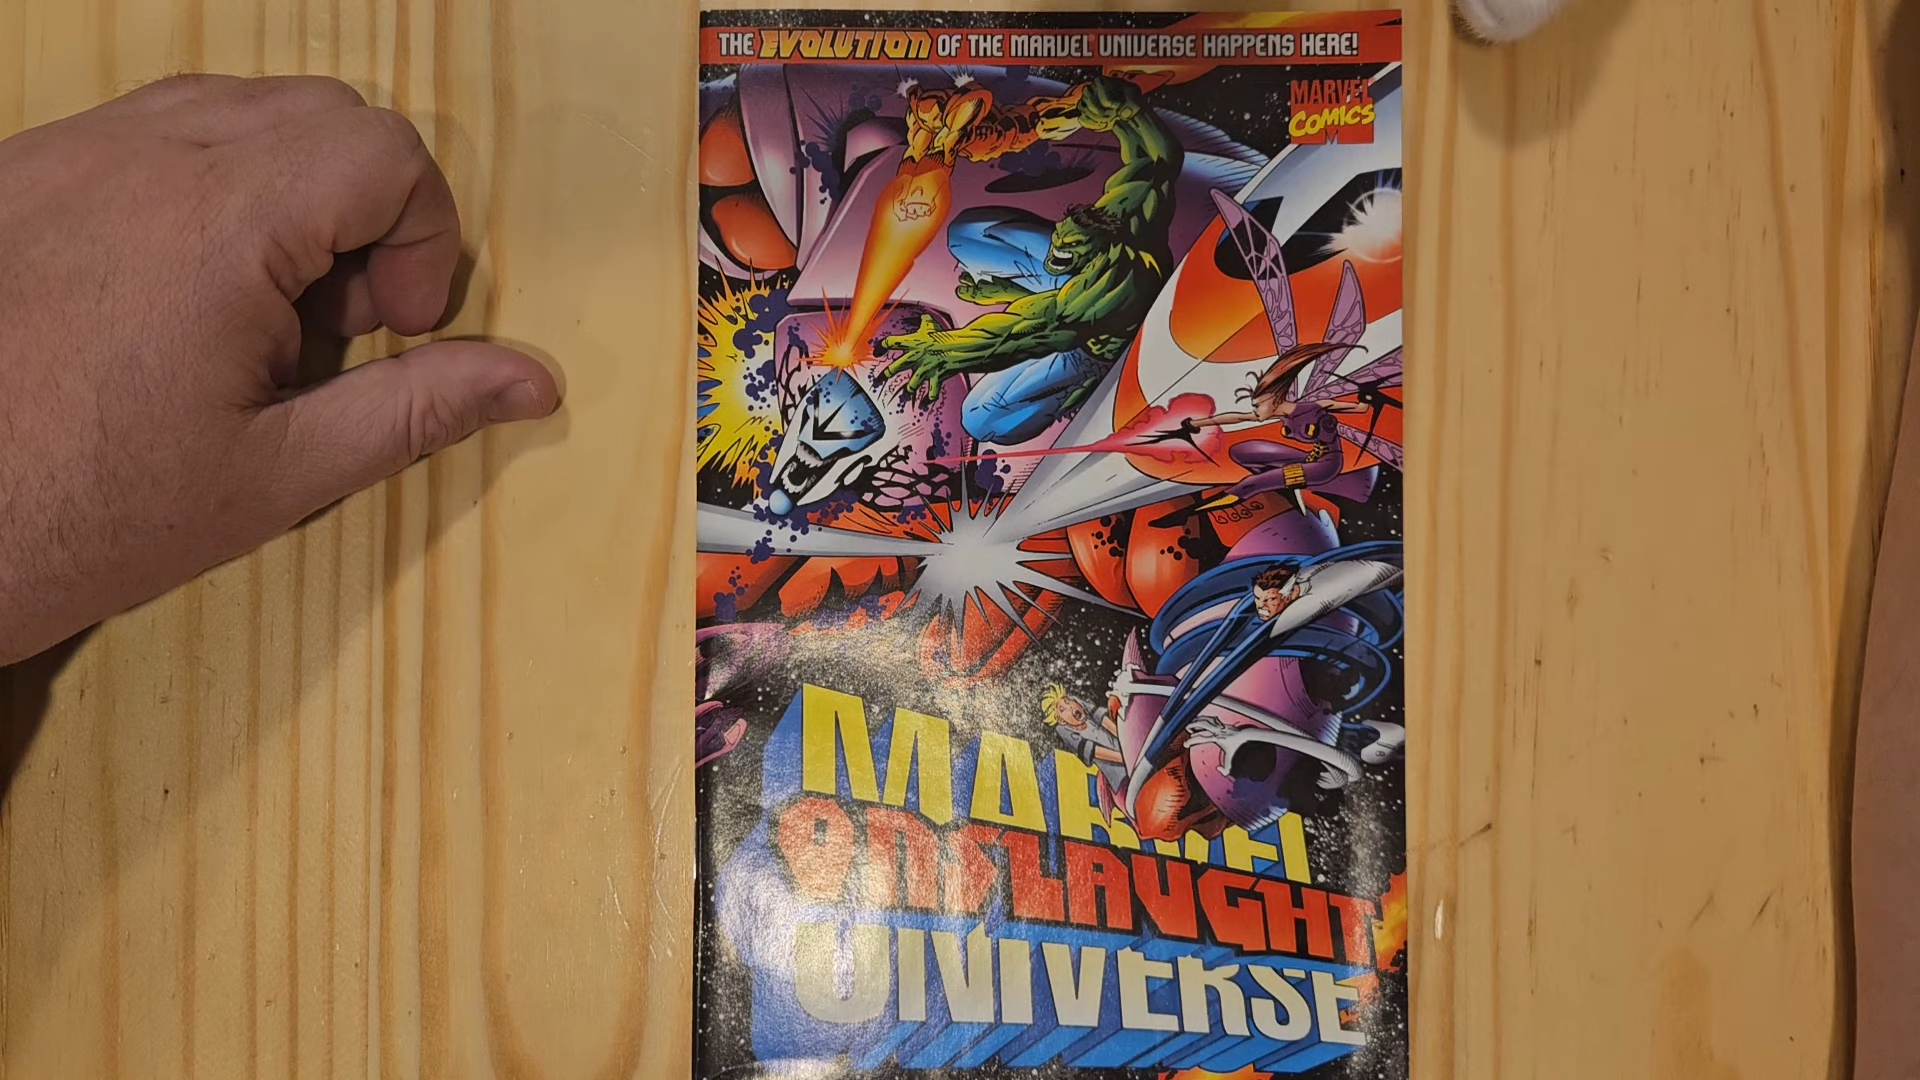 THE EVOLUTION OF THE MARVEL UNIVERSE HAPPENS HERE!
MARVEL
COMICS
MARVEL
ONSLAUGHT
UNIVERSE